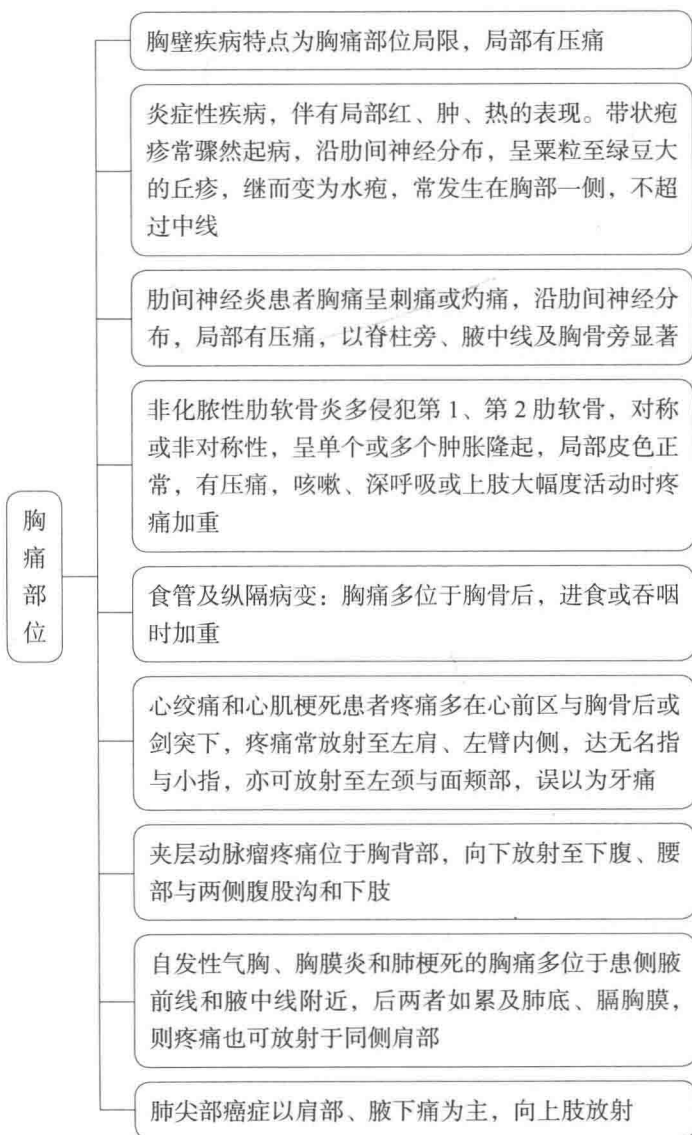 胸壁疾病特点为胸痛部位局限，局部有压痛
炎症性疾病，伴有局部红、肿、热的表现。带状疱
疹常骤然起病，沿肋间神经分布，呈粟粒至绿豆大
的丘疹，继而变为水疱，常发生在胸部一侧，不超
过中线
肋间神经炎患者胸痛呈刺痛或灼痛，沿肋间神经分
布，局部有压痛，以脊柱旁、腋中线及胸骨旁显著
非化脓性肋软骨炎多侵犯第1、第2肋软骨，对称
或非对称性，呈单个或多个肿胀隆起，局部皮色正
常，有压痛，咳嗽、深呼吸或上肢大幅度活动时疼
痛加重
胸
痛
部
位
食管及纵隔病变：胸痛多位于胸骨后，进食或吞咽
时加重
心绞痛和心肌梗死患者疼痛多在心前区与胸骨后或
剑突下，疼痛常放射至左肩、左臂内侧，达无名指
与小指，亦可放射至左颈与面颊部，误以为牙痛
夹层动脉瘤疼痛位于胸背部，向下放射至下腹、腰
部与两侧腹股沟和下肢
自发性气胸、胸膜炎和肺梗死的胸痛多位于患侧腋
前线和腋中线附近，后两者如累及肺底、膈胸膜，
则疼痛也可放射于同侧肩部
肺尖部癌症以肩部、腋下痛为主，向上肢放射